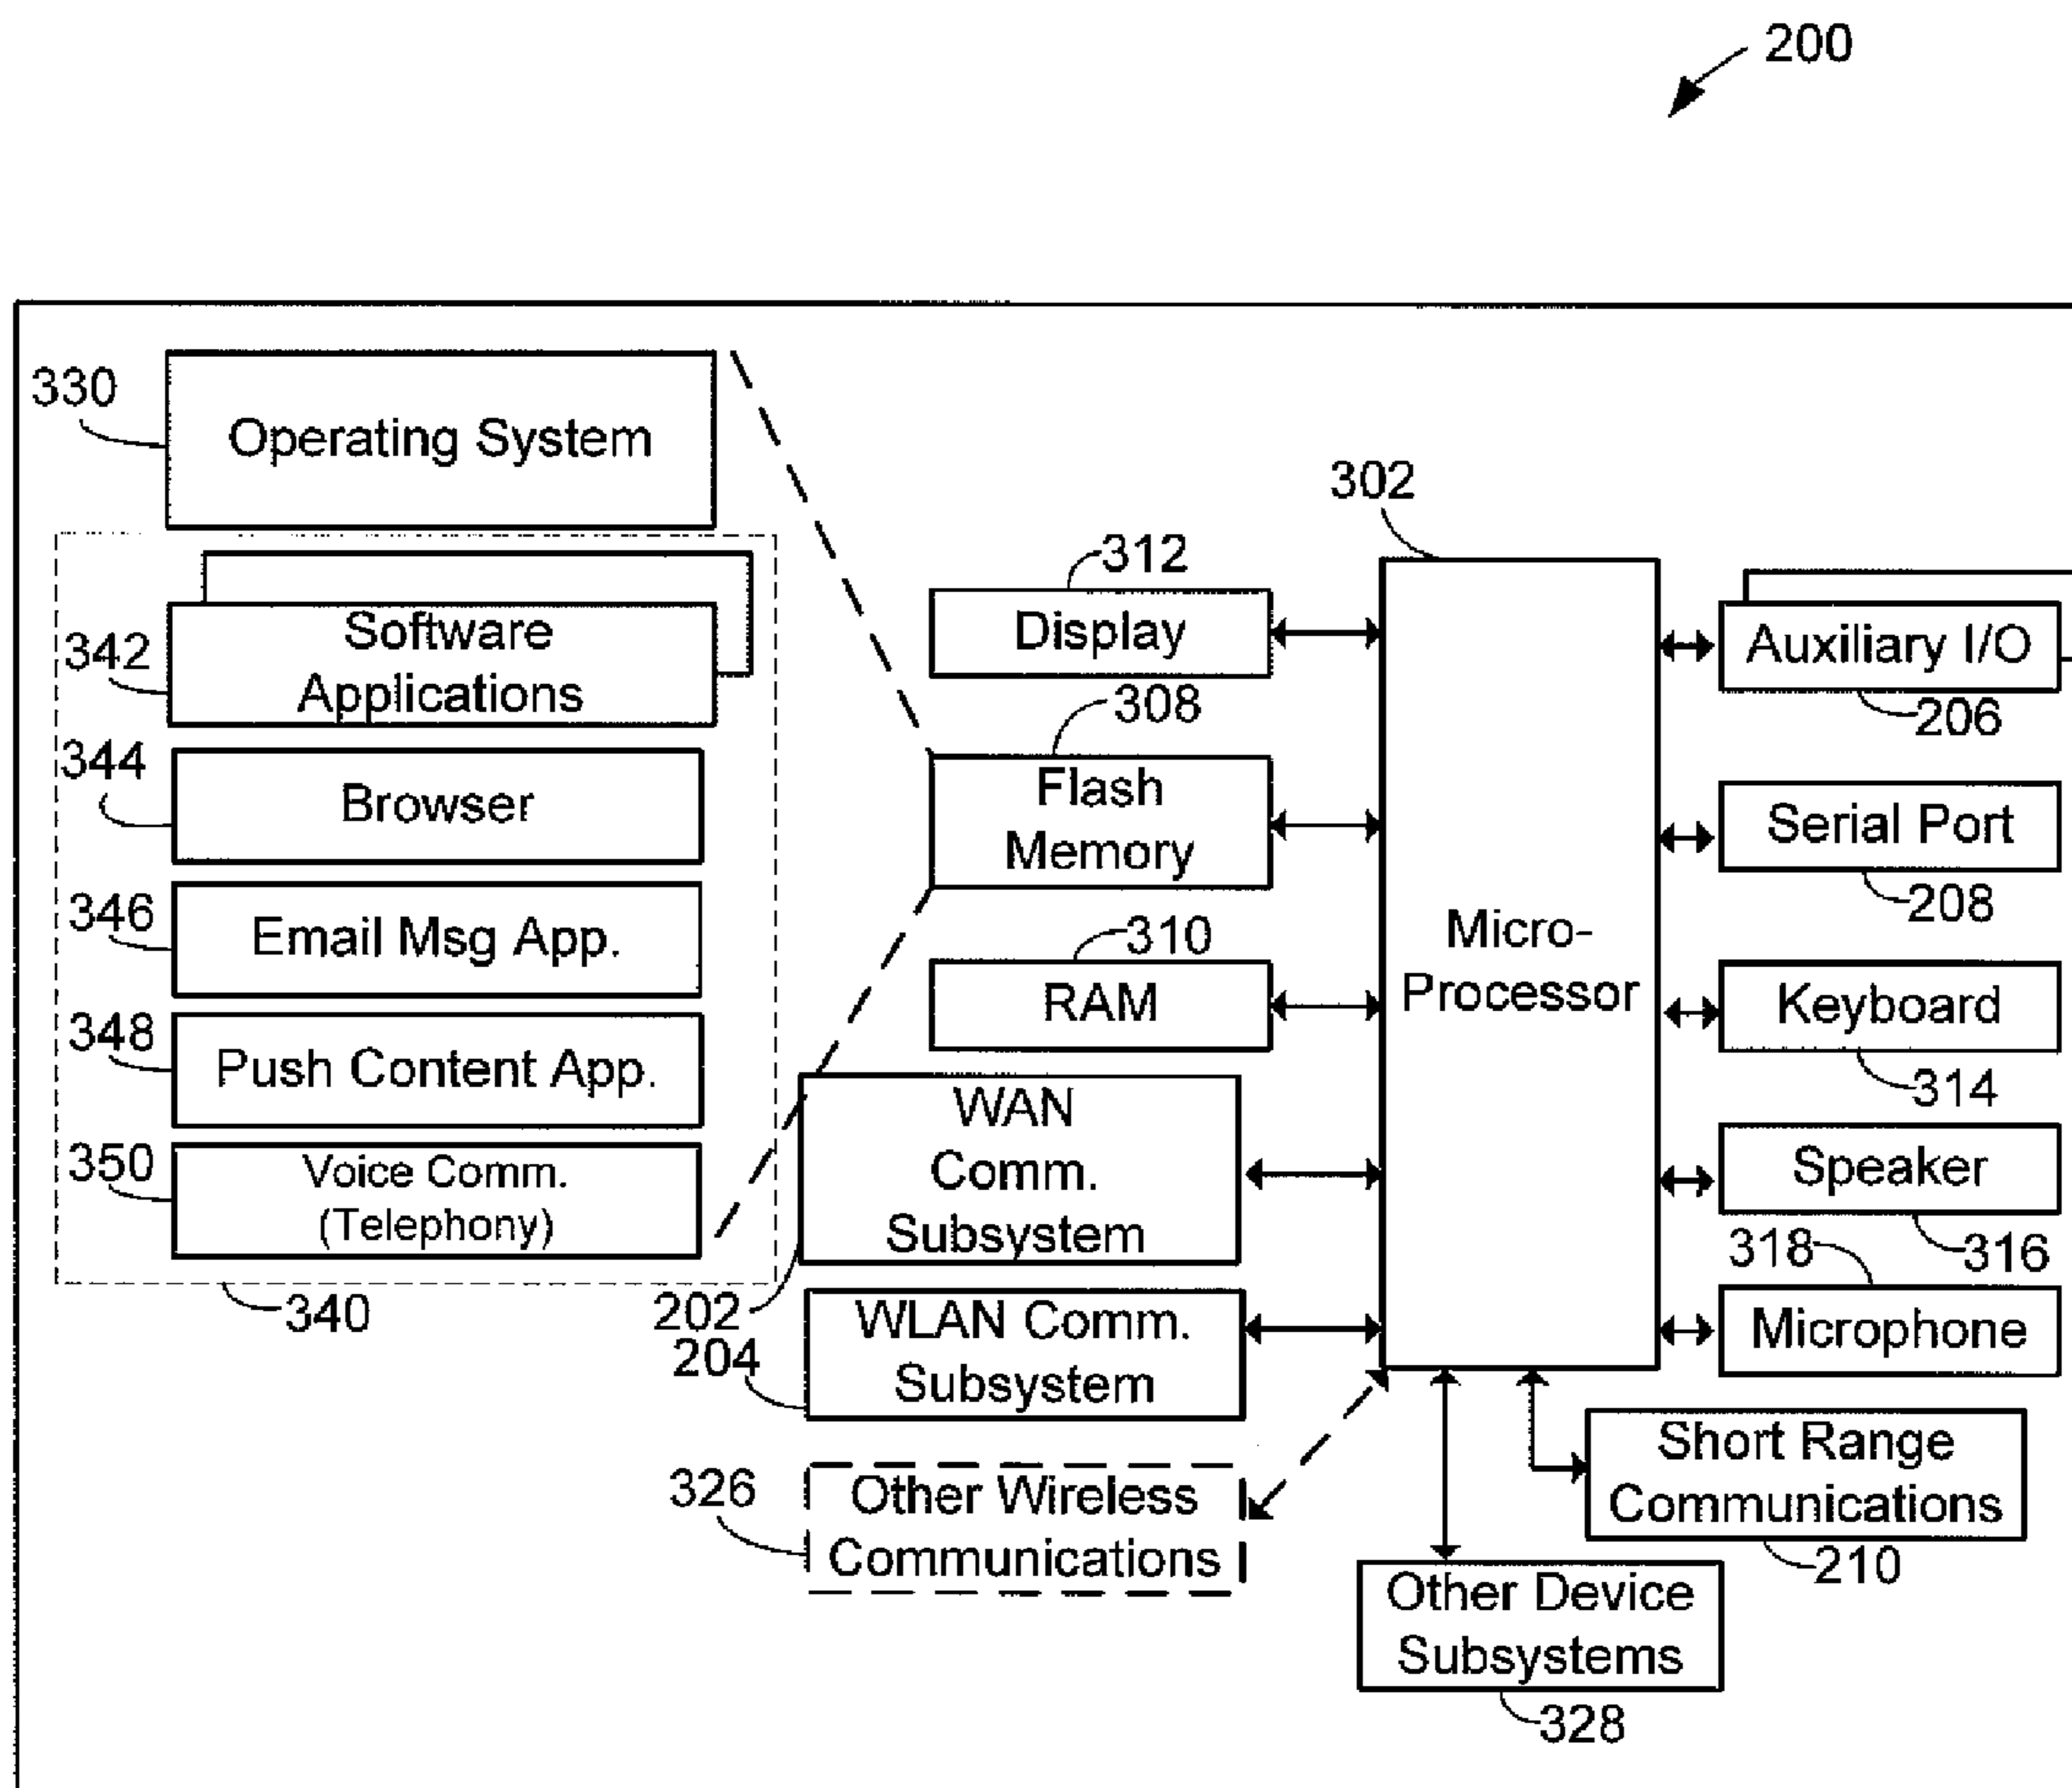 200
330
Operating System
342
Software
Applications
344
Browser
346
Email Msg App.
348
Push Content App.
350
Voice Comm.
(Telephony)
340
312
Display
308
Flash
Memory
310
RAM
WAN
Comm.
Subsystem
202
204
WLAN Comm.
Subsystem
326
Other Wireless
Communications
302
Micro-
Processor
Auxiliary I/O
206
Serial Port
208
Keyboard
314
Speaker
316
318
Microphone
Short Range
Communications
210
Other Device
Subsystems
328